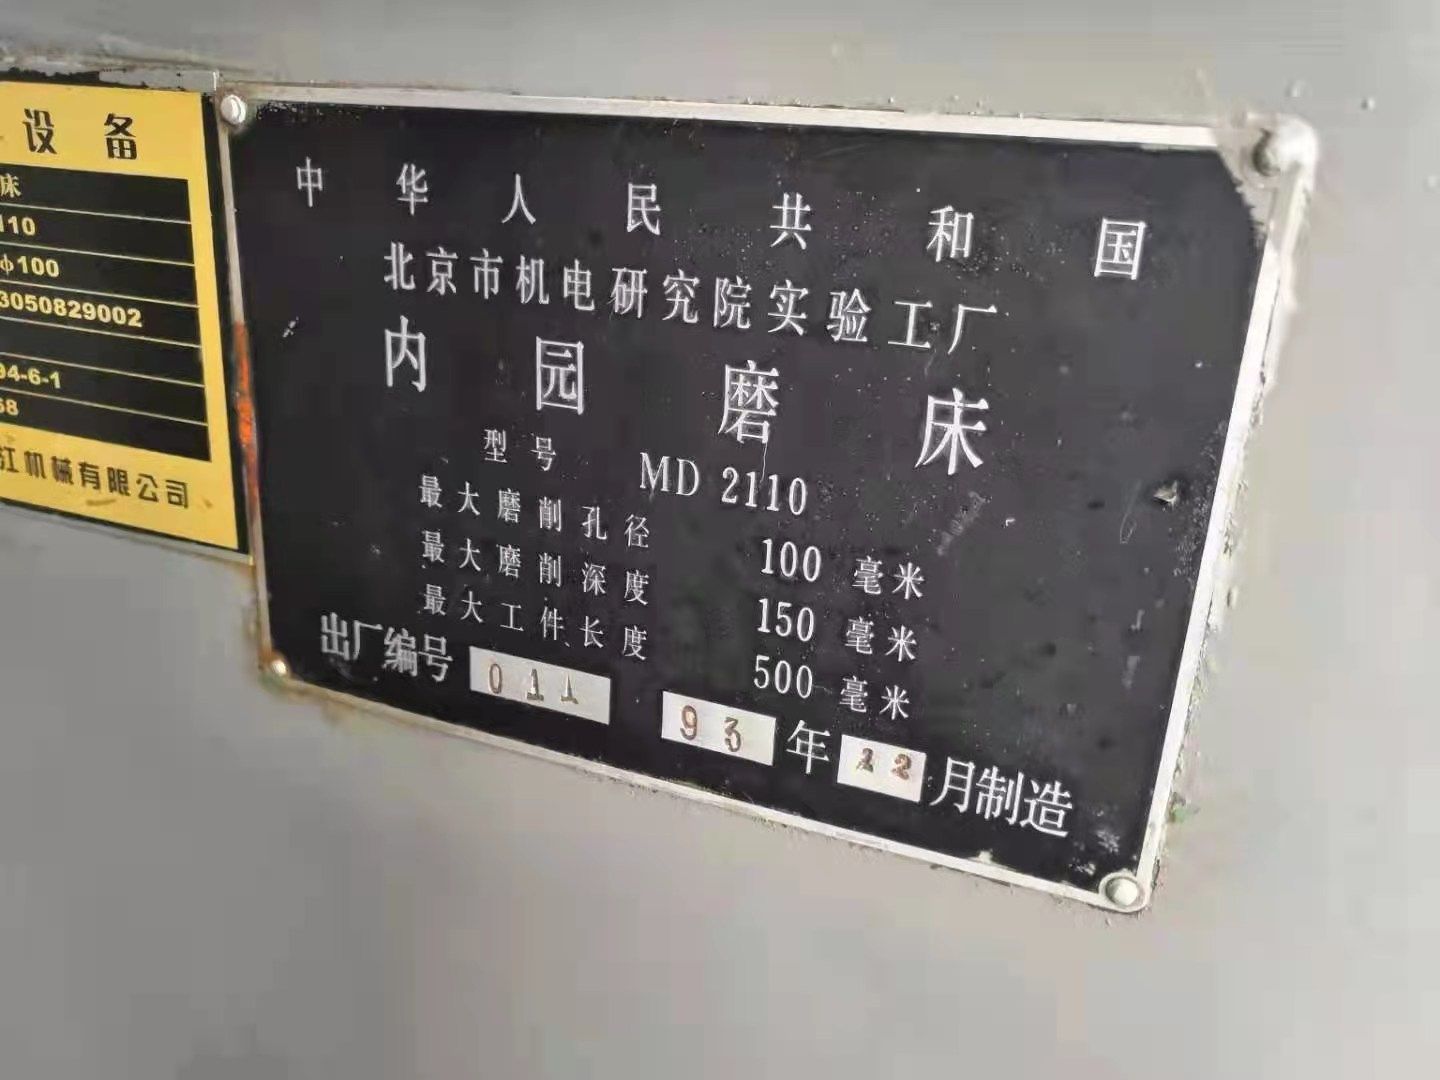 设备
床
110
φ100
3050829002
94-6-1
68
江机械有限公司
中华人民共和国
北京市机电研究院实验工厂
内园磨床
型号 MD 2110
最大磨削孔径 100 毫米
最大磨削深度 150 毫米
最大工件长度 500 毫米
出厂编号 011 93 年 12 月制造